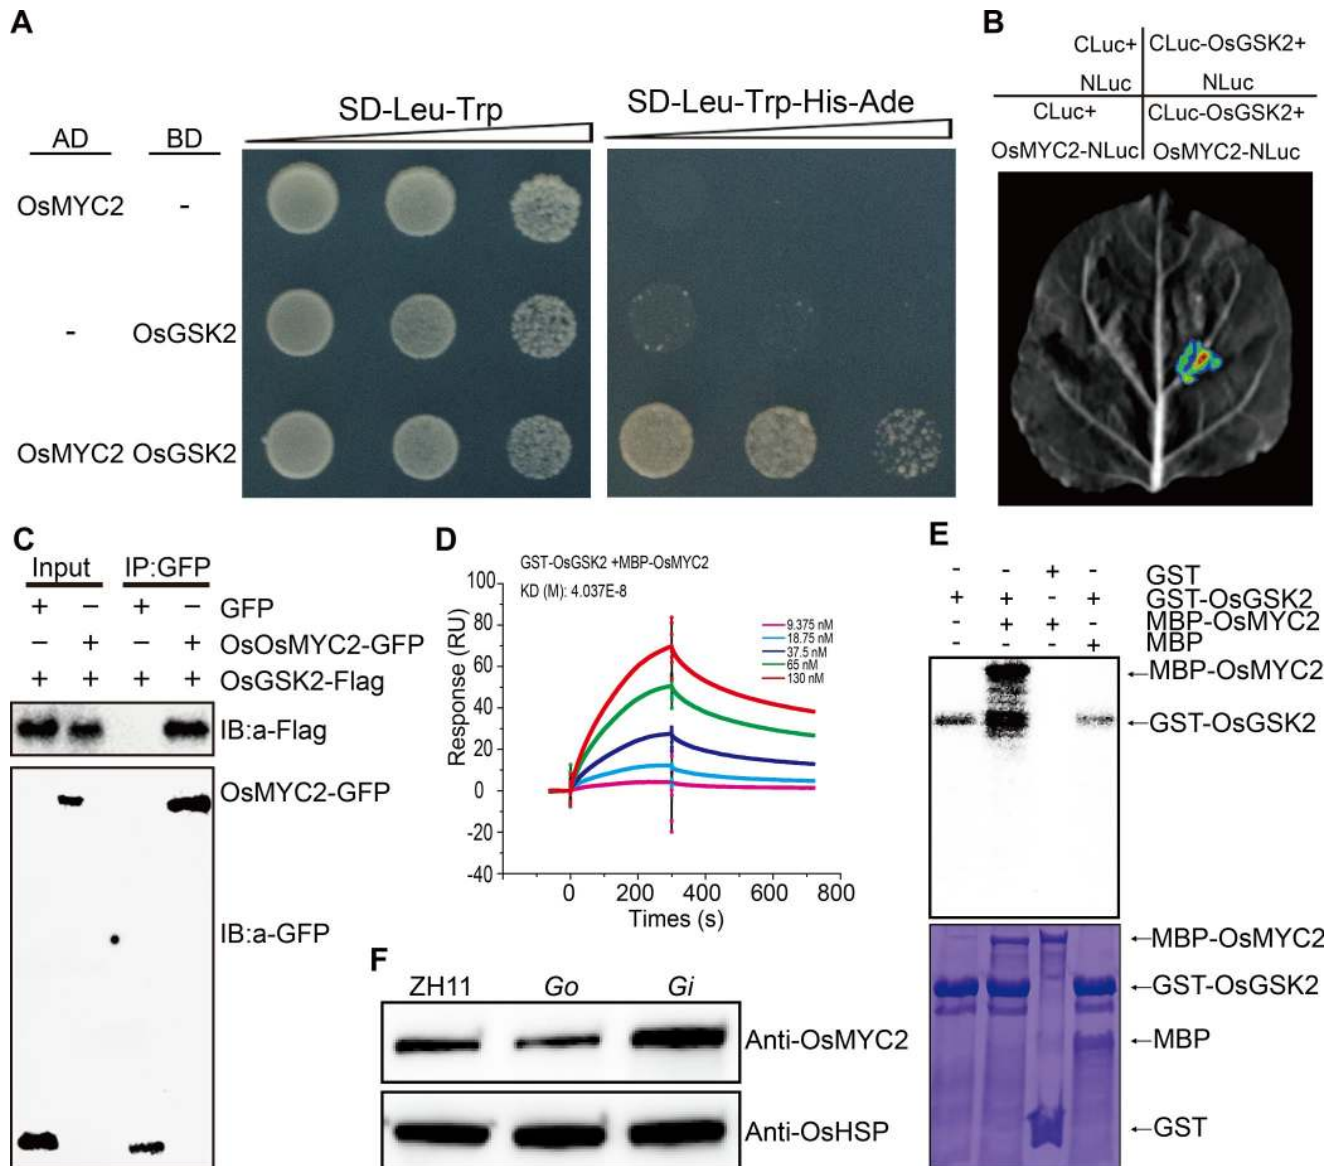 A
SD-Leu-Trp
SD-Leu-Trp-His-Ade
AD BD
OsMYC2 -
- OsGSK2
OsMYC2 OsGSK2
B
CLuc+ CLuc-OsGSK2+
NLuc NLuc
CLuc+ CLuc-OsGSK2+
OsMYC2-NLuc OsMYC2-NLuc
C
Input IP:GFP
+ − + − GFP
− + − + OsOsMYC2-GFP
+ + + + OsGSK2-Flag
IB:a-Flag
OsMYC2-GFP
IB:a-GFP
D
GST-OsGSK2 +MBP-OsMYC2
KD (M): 4.037E-8
Response (RU)
100
80
60
40
20
0
-20
-40
9.375 nM
18.75 nM
37.5 nM
65 nM
130 nM
0 200 400 600 800
Times (s)
E
- - + - GST
+ + - + GST-OsGSK2
- + + - MBP-OsMYC2
- - - + MBP
←MBP-OsMYC2
←GST-OsGSK2
←MBP-OsMYC2
←GST-OsGSK2
←MBP
←GST
F
ZH11 Go Gi
Anti-OsMYC2
Anti-OsHSP